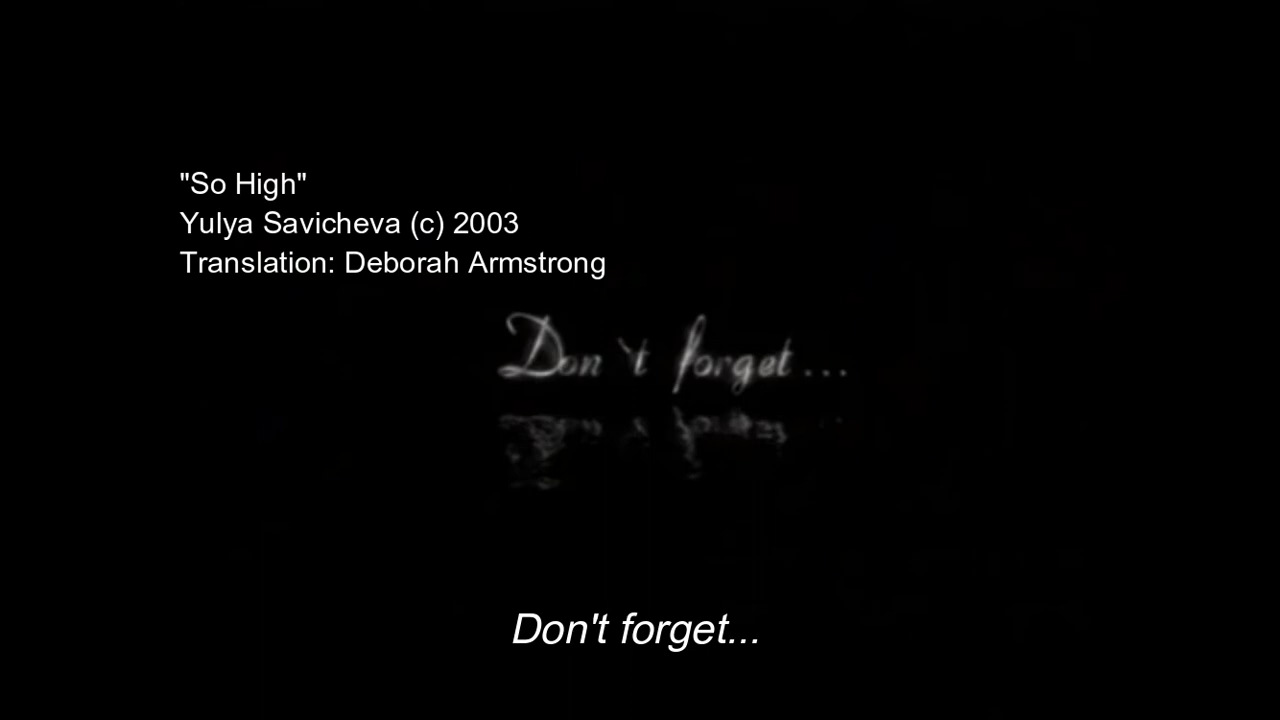 "So High"
Yulya Savicheva (c) 2003
Translation: Deborah Armstrong
Don`t forget...
Don't forget...